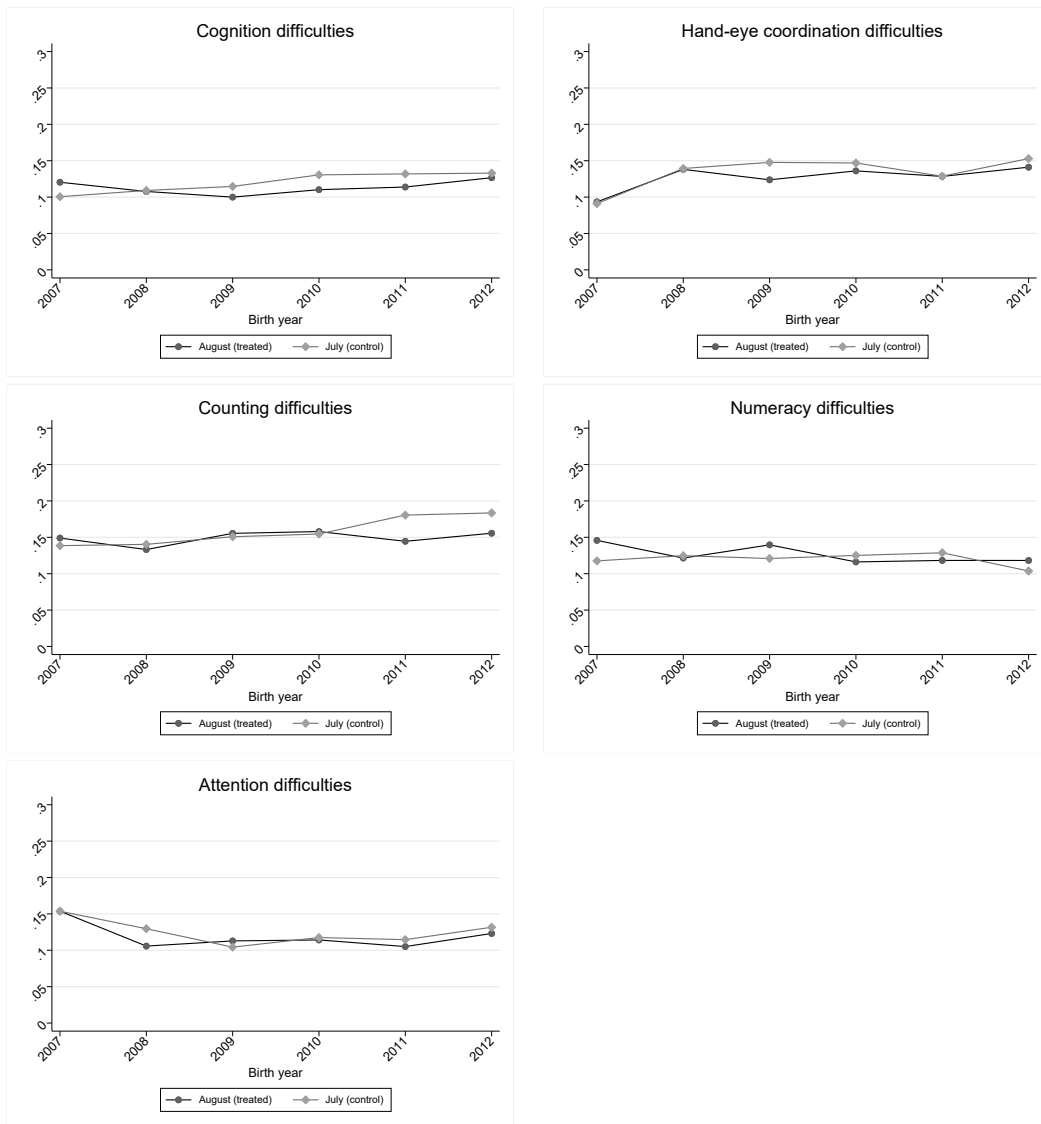 Cognition difficulties
.3
.25
.2
.15
.1
.05
0
2007 2008 2009 2010 2011 2012
Birth year
August (treated) July (control)
Hand-eye coordination difficulties
.3
.25
.2
.15
.1
.05
0
2007 2008 2009 2010 2011 2012
Birth year
August (treated) July (control)
Counting difficulties
.3
.25
.2
.15
.1
.05
0
2007 2008 2009 2010 2011 2012
Birth year
August (treated) July (control)
Numeracy difficulties
.3
.25
.2
.15
.1
.05
0
2007 2008 2009 2010 2011 2012
Birth year
August (treated) July (control)
Attention difficulties
.3
.25
.2
.15
.1
.05
0
2007 2008 2009 2010 2011 2012
Birth year
August (treated) July (control)